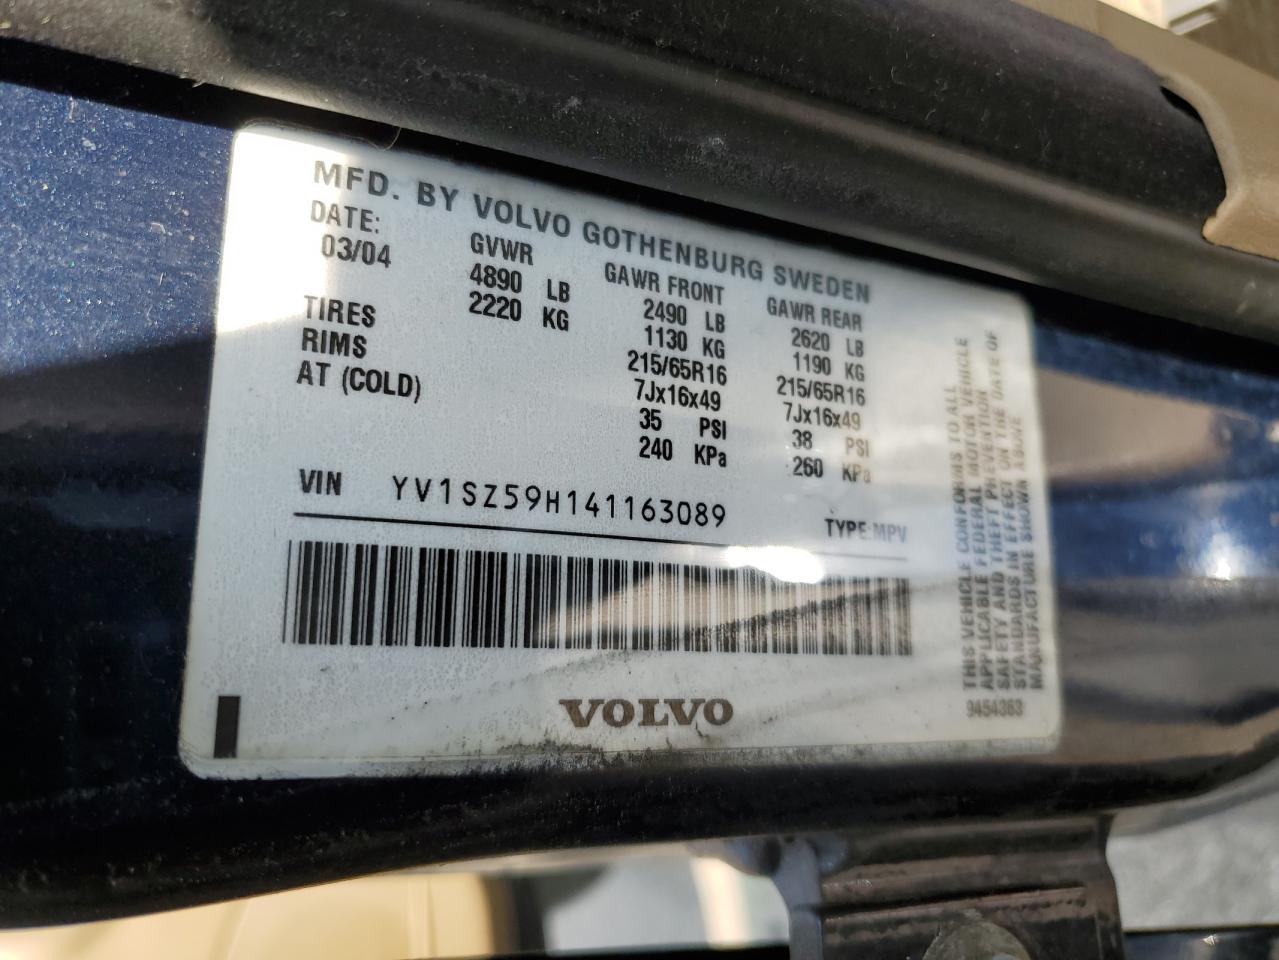 MFD. BY VOLVO GOTHENBURG SWEDEN
DATE: GVWR GAWR FRONT GAWR REAR
03/04 4890 LB 2490 LB 2620 LB
2220 KG 1130 KG 1190 KG
TIRES 215/65R16 215/65R16
RIMS 7Jx16x49 7Jx16x49
AT (COLD) 35 PSI 38 PSI
240 KPa 260 KPa
VIN YV1SZ59H141163089 TYPE:MPV
VOLVO
THIS VEHICLE CONFORMS TO ALL
APPLICABLE FEDERAL MOTOR VEHICLE
SAFETY AND THEFT PREVENTION
STANDARDS IN EFFECT ON THE DATE OF
MANUFACTURE SHOWN ABOVE
9454363